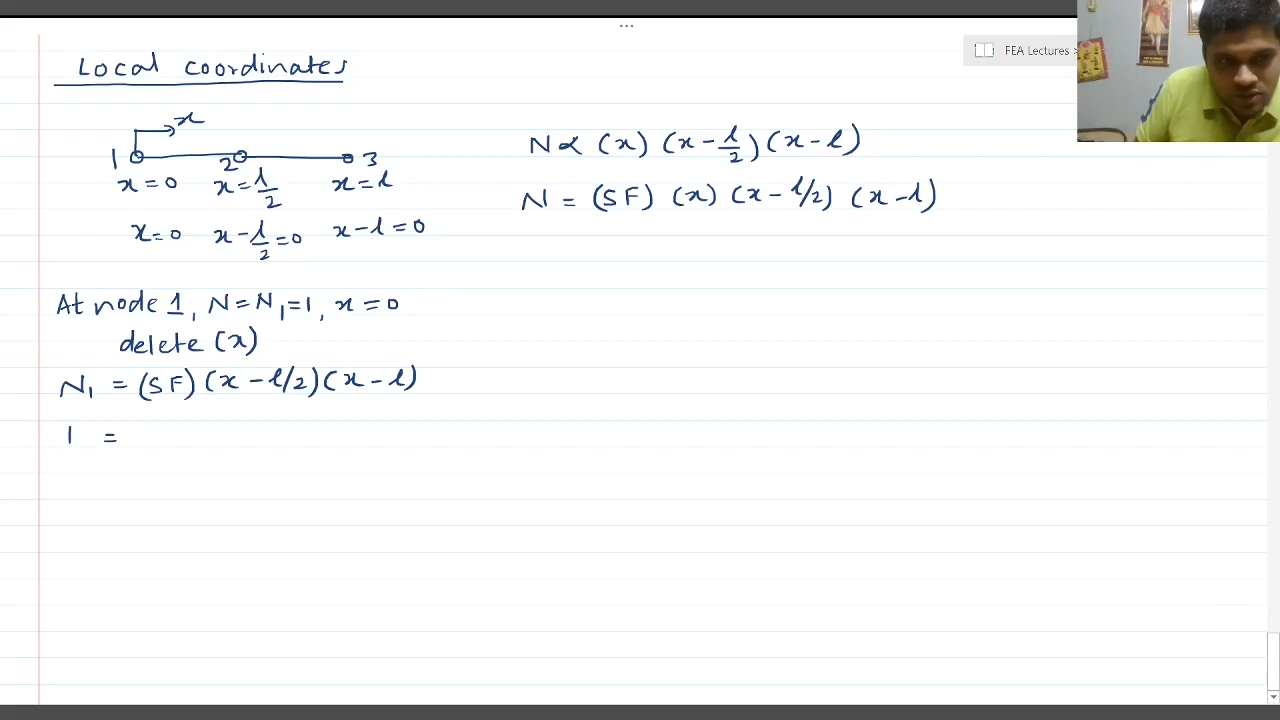 FEA Lectures >
Local coordinates
x
1 2 3
x = 0 x = l/2 x = l
x = 0 x - l/2 = 0 x - l = 0
N ∝ (x) (x - l/2) (x - l)
N = (SF) (x) (x - l/2) (x - l)
At node 1, N = N₁ = 1, x = 0
delete (x)
N₁ = (SF) (x - l/2) (x - l)
1 =